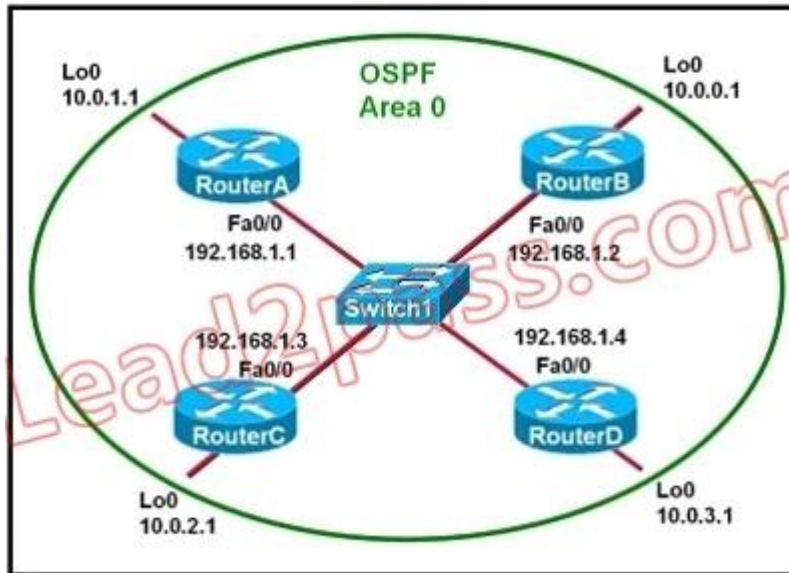 Lo0
10.0.1.1
OSPF
Area 0
Lo0
10.0.0.1
RouterA
RouterB
Fa0/0
192.168.1.1
Fa0/0
192.168.1.2
Switch1
192.168.1.3
Fa0/0
192.168.1.4
Fa0/0
RouterC
RouterD
Lo0
10.0.2.1
Lo0
10.0.3.1
Lead2pass.com